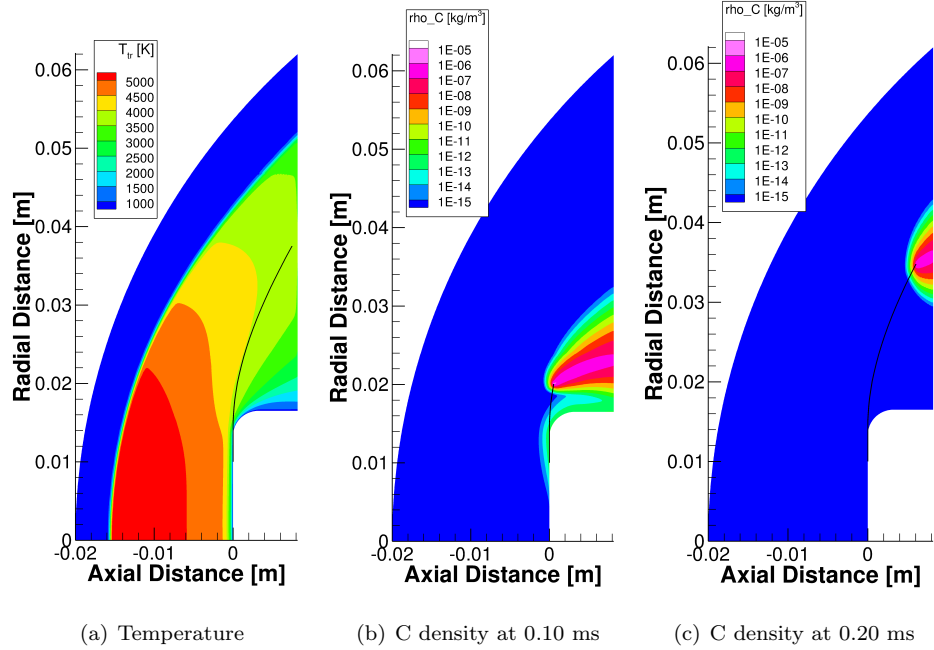 T_tr [K]
5000
4500
4000
3500
3000
2500
2000
1500
1000
0.06
0.05
0.04
0.03
0.02
0.01
0
-0.02
-0.01
0
Radial Distance [m]
Axial Distance [m]
rho_C [kg/m³]
1E-05
1E-06
1E-07
1E-08
1E-09
1E-10
1E-11
1E-12
1E-13
1E-14
1E-15
0.06
0.05
0.04
0.03
0.02
0.01
0
-0.02
-0.01
0
Radial Distance [m]
Axial Distance [m]
rho_C [kg/m³]
1E-05
1E-06
1E-07
1E-08
1E-09
1E-10
1E-11
1E-12
1E-13
1E-14
1E-15
0.06
0.05
0.04
0.03
0.02
0.01
0
-0.02
-0.01
0
Radial Distance [m]
Axial Distance [m]
(a) Temperature
(b) C density at 0.10 ms
(c) C density at 0.20 ms